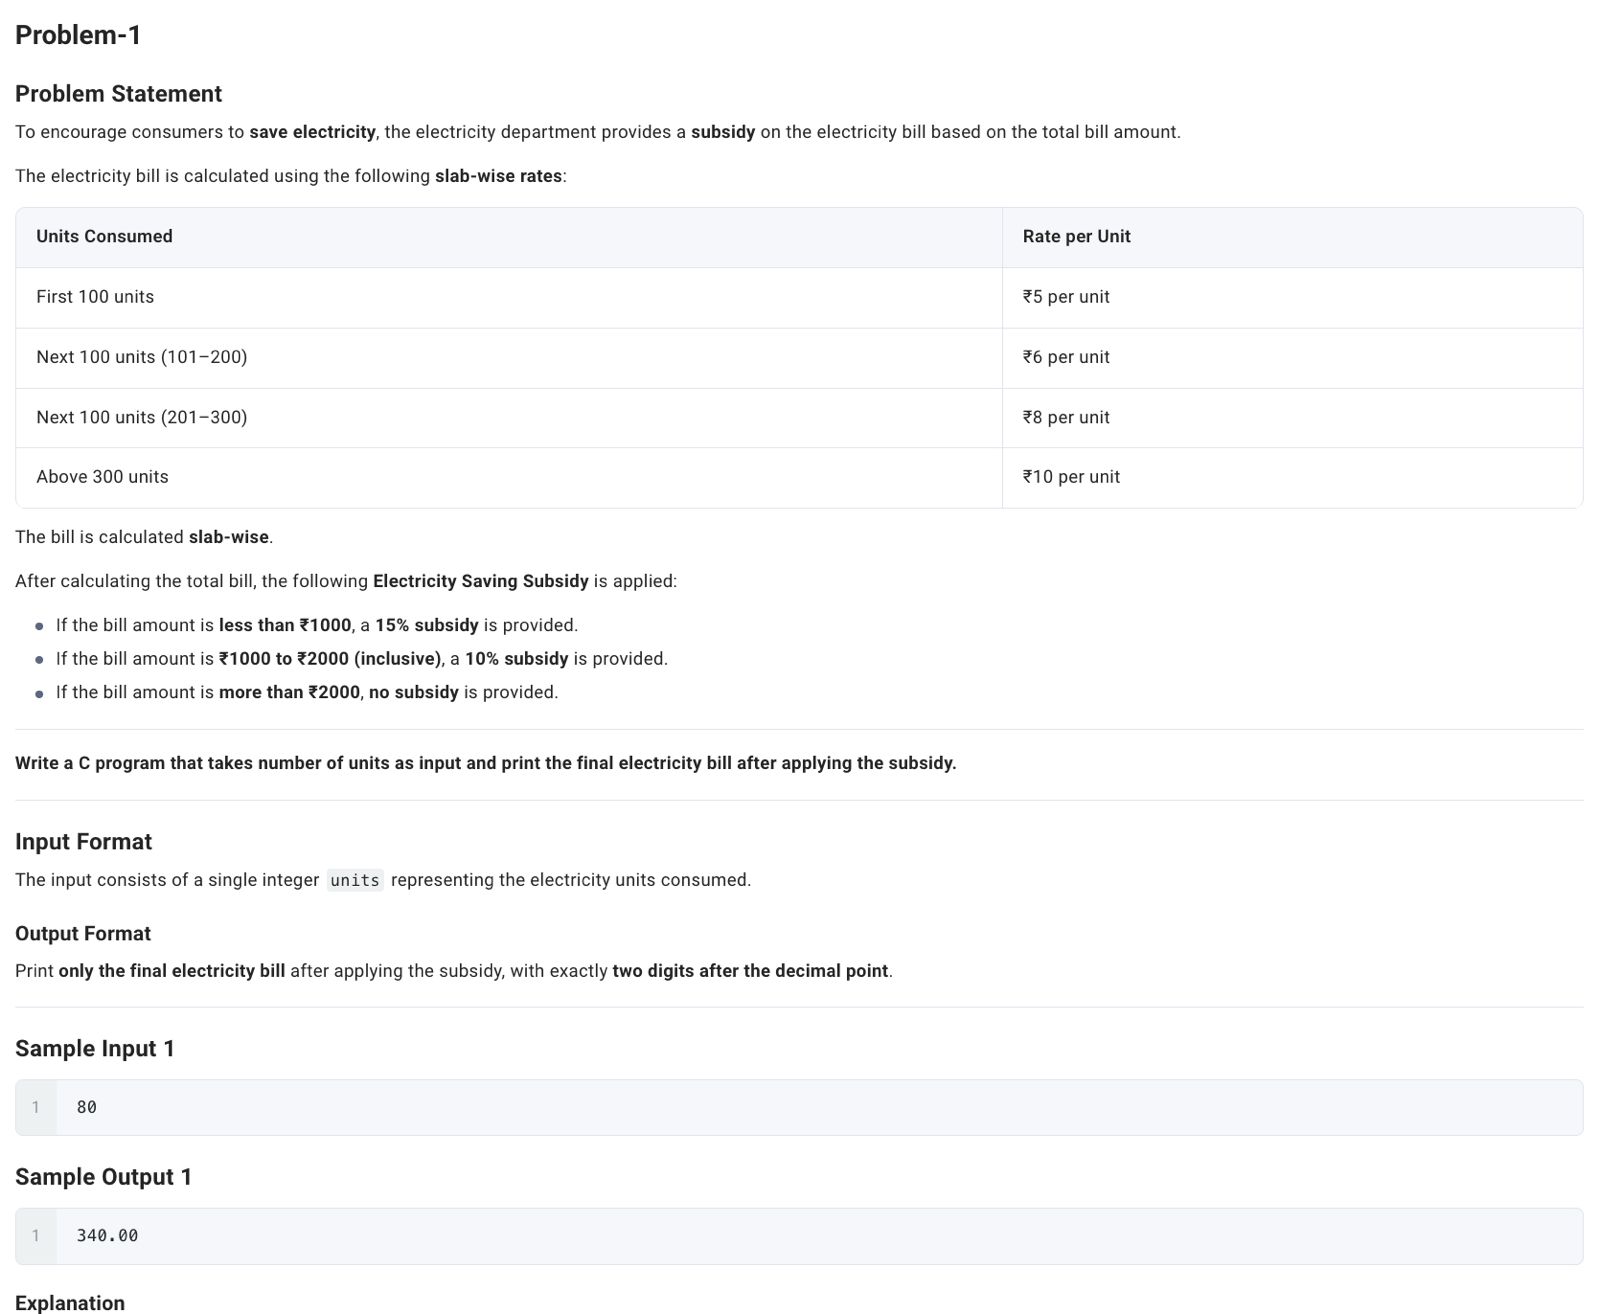 Problem-1
Problem Statement
To encourage consumers to save electricity, the electricity department provides a subsidy on the electricity bill based on the total bill amount.
The electricity bill is calculated using the following slab-wise rates:
Units Consumed Rate per Unit
First 100 units ₹5 per unit
Next 100 units (101–200) ₹6 per unit
Next 100 units (201–300) ₹8 per unit
Above 300 units ₹10 per unit
The bill is calculated slab-wise.
After calculating the total bill, the following Electricity Saving Subsidy is applied:
• If the bill amount is less than ₹1000, a 15% subsidy is provided.
• If the bill amount is ₹1000 to ₹2000 (inclusive), a 10% subsidy is provided.
• If the bill amount is more than ₹2000, no subsidy is provided.
Write a C program that takes number of units as input and print the final electricity bill after applying the subsidy.
Input Format
The input consists of a single integer units representing the electricity units consumed.
Output Format
Print only the final electricity bill after applying the subsidy, with exactly two digits after the decimal point.
Sample Input 1
1 80
Sample Output 1
1 340.00
Explanation